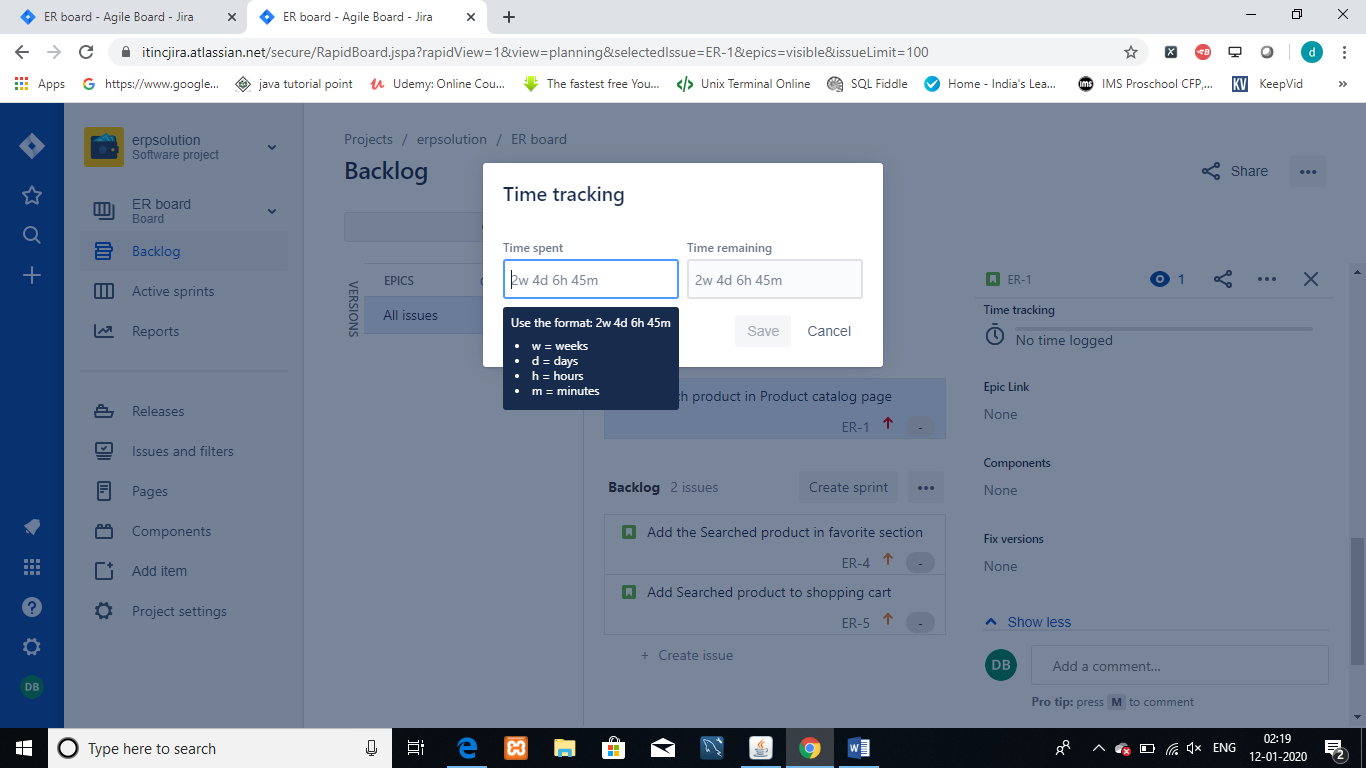 ER board - Agile Board - Jira
ER board - Agile Board - Jira
itincjira.atlassian.net/secure/RapidBoard.jspa?rapidView=1&view=planning&selectedIssue=ER-1&epics=visible&issueLimit=100
d
Apps
https://www.google...
java tutorial point
Udemy: Online Cou...
The fastest free You...
Unix Terminal Online
SQL Fiddle
Home - India's Lea...
IMS Proschool CFP,...
KeepVid
erpsolution
Software project
ER board
Board
Backlog
Active sprints
Reports
Releases
Issues and filters
Pages
Components
Add item
Project settings
DB
Projects / erpsolution / ER board
Backlog
Share
VERSIONS
EPICS
All issues
Time tracking
Time spent
Time remaining
2w 4d 6h 45m
2w 4d 6h 45m
Use the format: 2w 4d 6h 45m
• w = weeks
• d = days
• h = hours
• m = minutes
Save
Cancel
product in Product catalog page
ER-1
-
Backlog 2 issues
Create sprint
Add the Searched product in favorite section
ER-4
-
Add Searched product to shopping cart
ER-5
-
+ Create issue
ER-1
1
Time tracking
No time logged
Epic Link
None
Components
None
Fix versions
None
Show less
DB
Add a comment...
Pro tip: press M to comment
Type here to search
ENG
02:19
12-01-2020
2